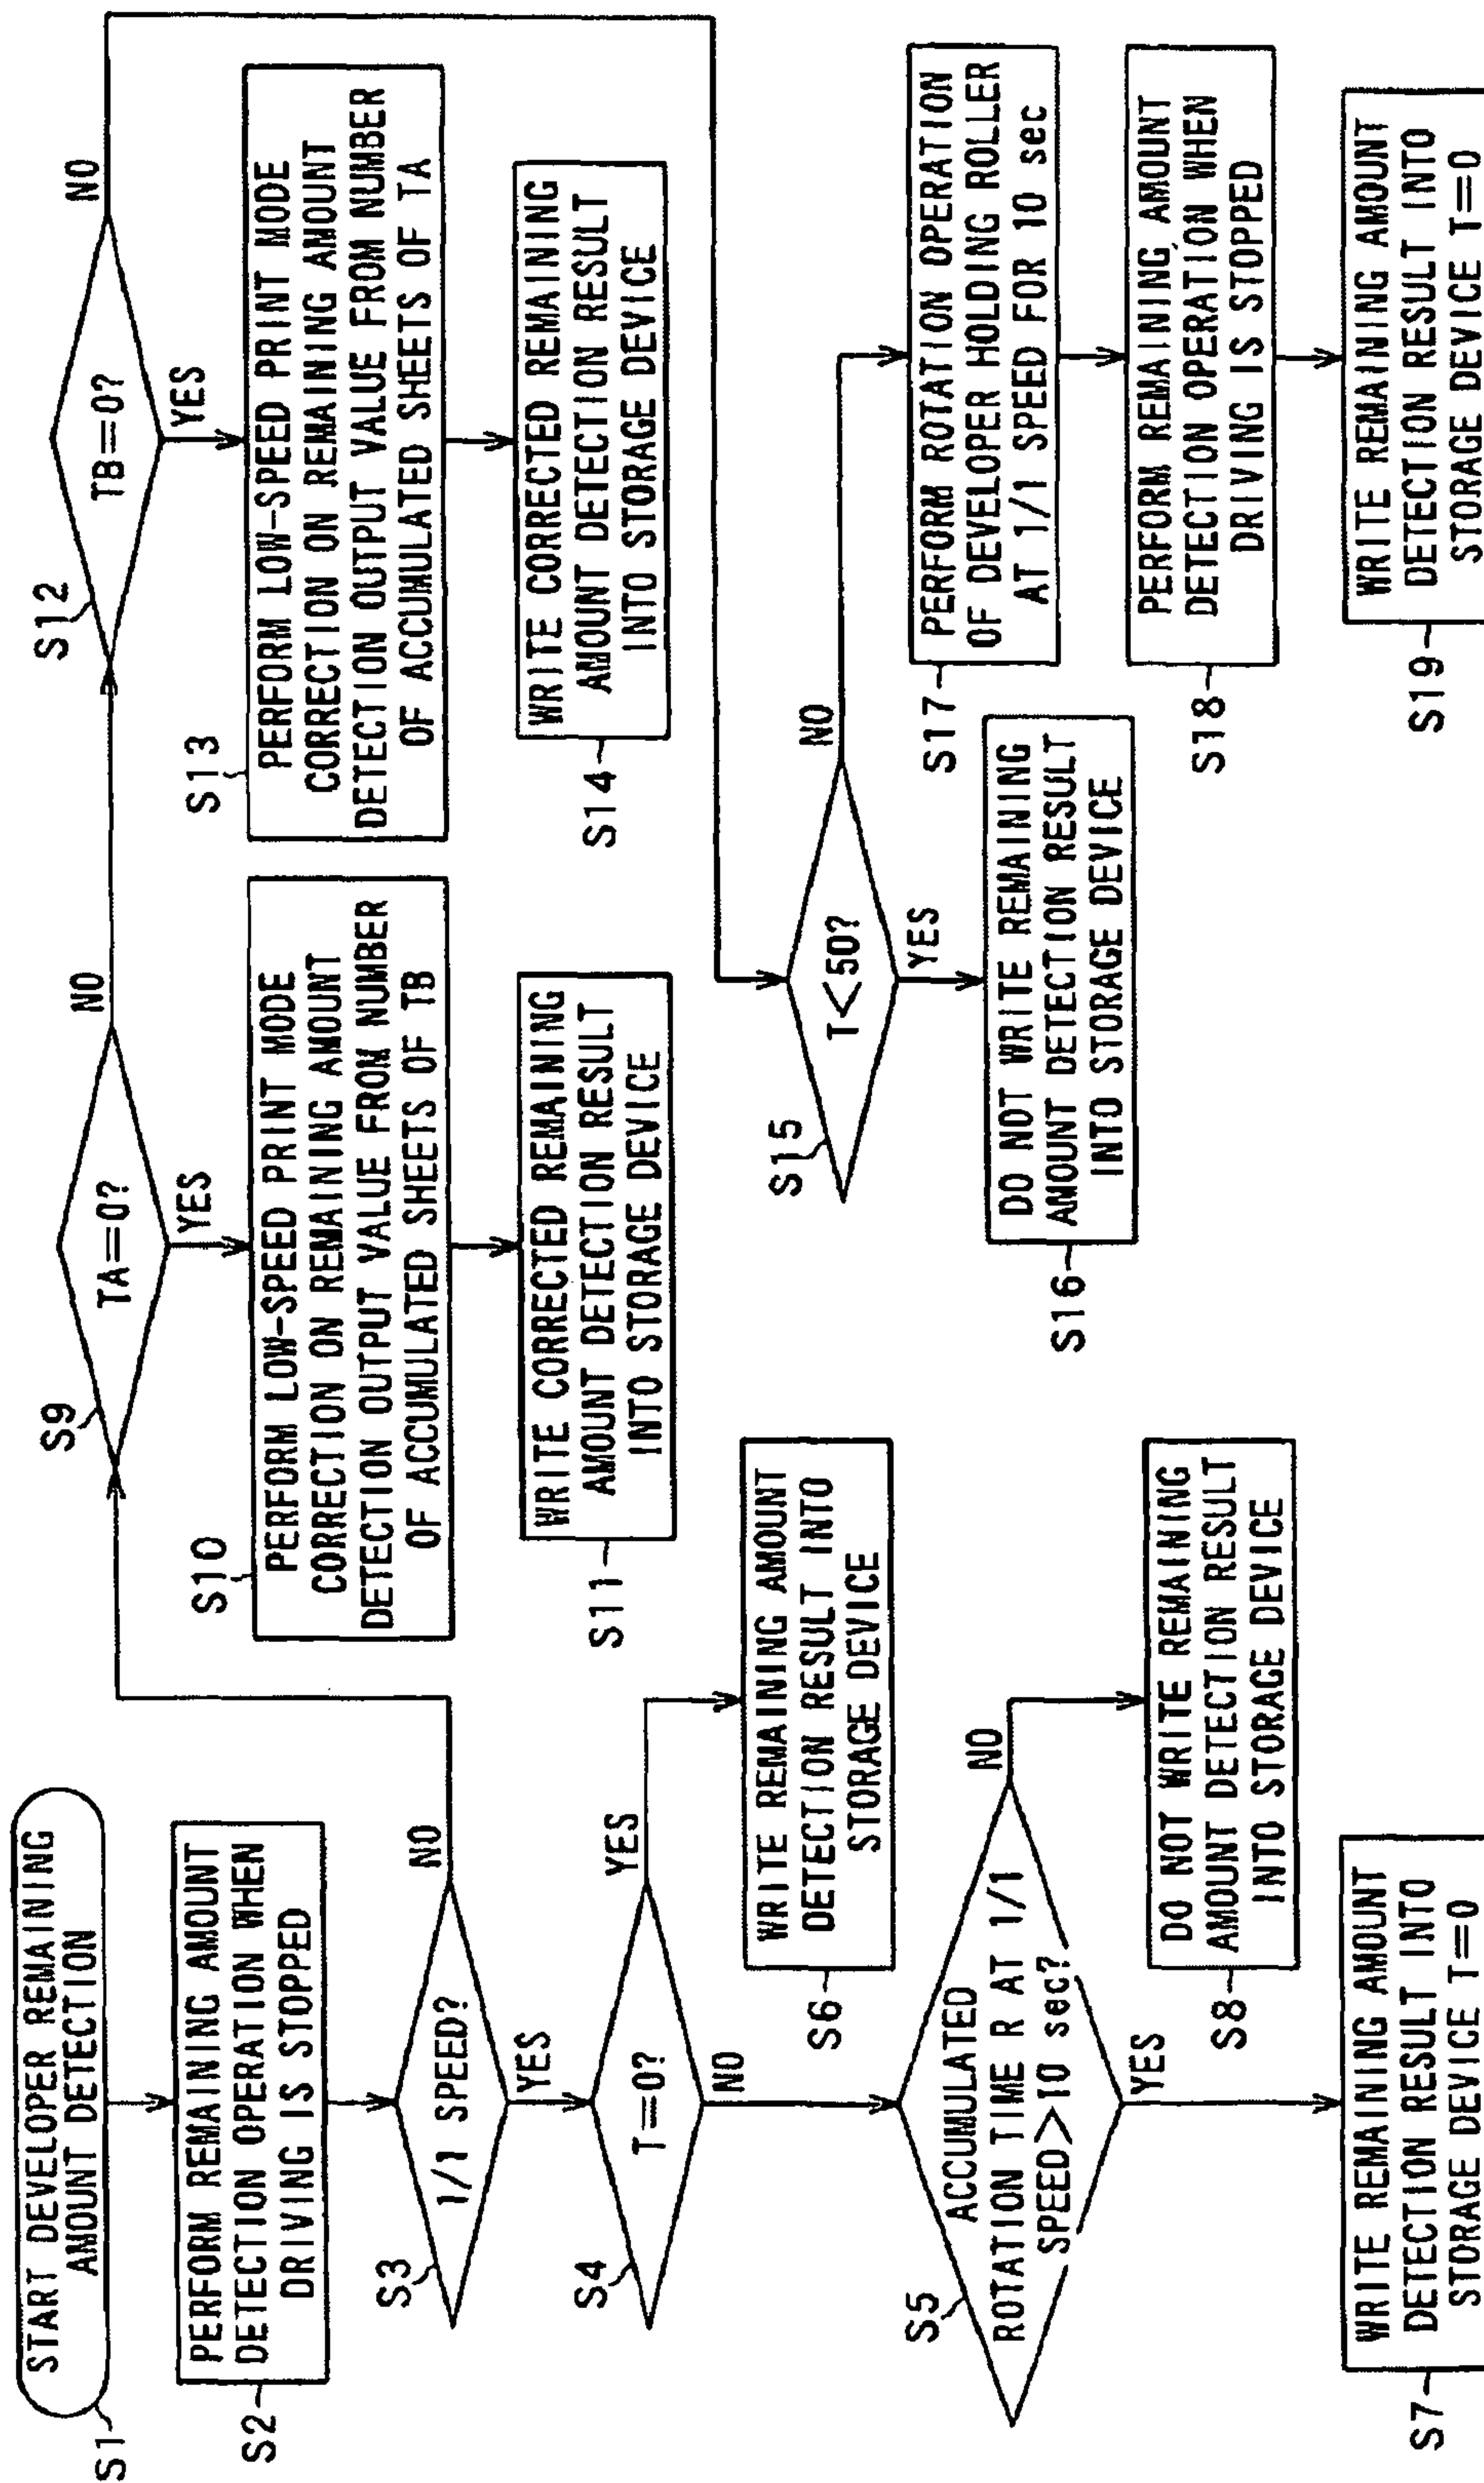 START DEVELOPER REMAINING
AMOUNT DETECTION
S1
PERFORM REMAINING AMOUNT
DETECTION OPERATION WHEN
DRIVING IS STOPPED
S2
1/1 SPEED?
S3
NO
YES
T=0?
S4
YES
NO
WRITE REMAINING AMOUNT
DETECTION RESULT INTO
STORAGE DEVICE
S6
ACCUMULATED
ROTATION TIME R AT 1/1
SPEED>10 sec?
S5
NO
YES
DO NOT WRITE REMAINING
AMOUNT DETECTION RESULT
INTO STORAGE DEVICE
S8
WRITE REMAINING AMOUNT
DETECTION RESULT INTO
STORAGE DEVICE T=0
S7
TA=0?
S9
NO
YES
S10
PERFORM LOW-SPEED PRINT MODE
CORRECTION ON REMAINING AMOUNT
DETECTION OUTPUT VALUE FROM NUMBER
OF ACCUMULATED SHEETS OF TB
WRITE CORRECTED REMAINING
AMOUNT DETECTION RESULT
INTO STORAGE DEVICE
S11
TB=0?
S12
NO
YES
S13
PERFORM LOW-SPEED PRINT MODE
CORRECTION ON REMAINING AMOUNT
DETECTION OUTPUT VALUE FROM NUMBER
OF ACCUMULATED SHEETS OF TA
WRITE CORRECTED REMAINING
AMOUNT DETECTION RESULT
INTO STORAGE DEVICE
S14
T<50?
S15
NO
YES
DO NOT WRITE REMAINING
AMOUNT DETECTION RESULT
INTO STORAGE DEVICE
S16
PERFORM ROTATION OPERATION
OF DEVELOPER HOLDING ROLLER
AT 1/1 SPEED FOR 10 sec
S17
PERFORM REMAINING AMOUNT
DETECTION OPERATION WHEN
DRIVING IS STOPPED
S18
WRITE REMAINING AMOUNT
DETECTION RESULT INTO
STORAGE DEVICE T=0
S19